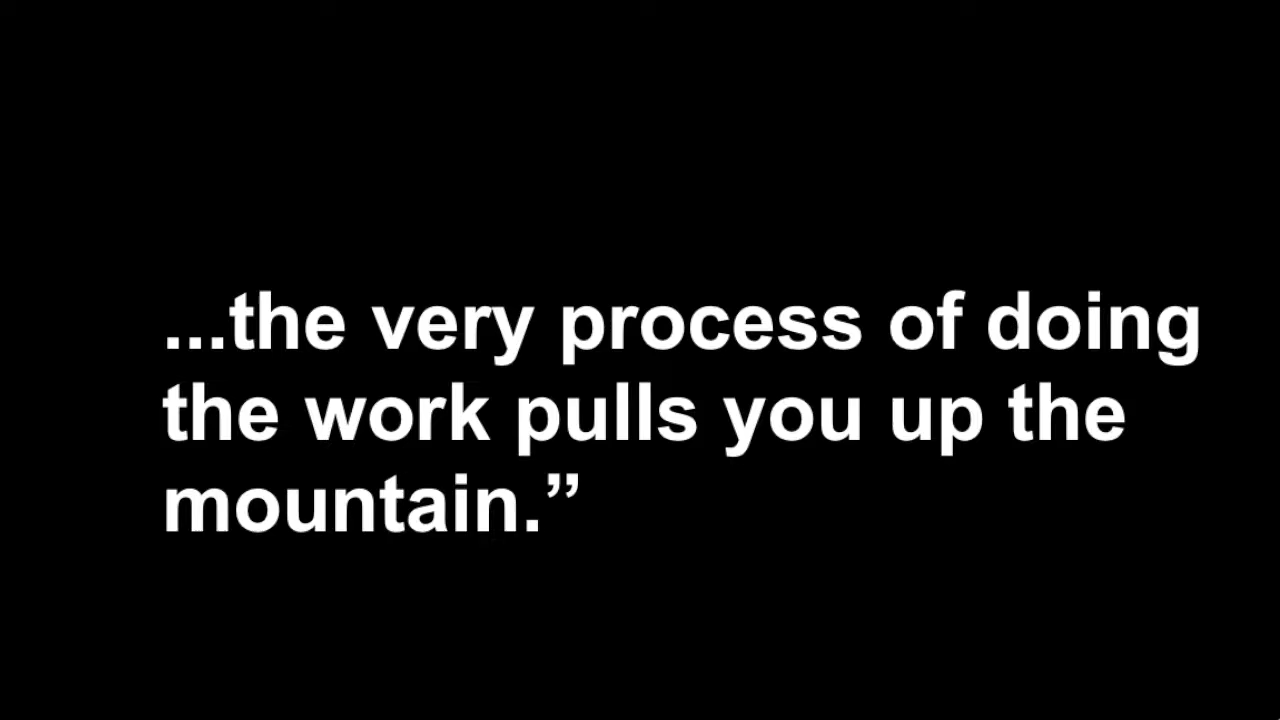 ...the very process of doing
the work pulls you up the
mountain.”